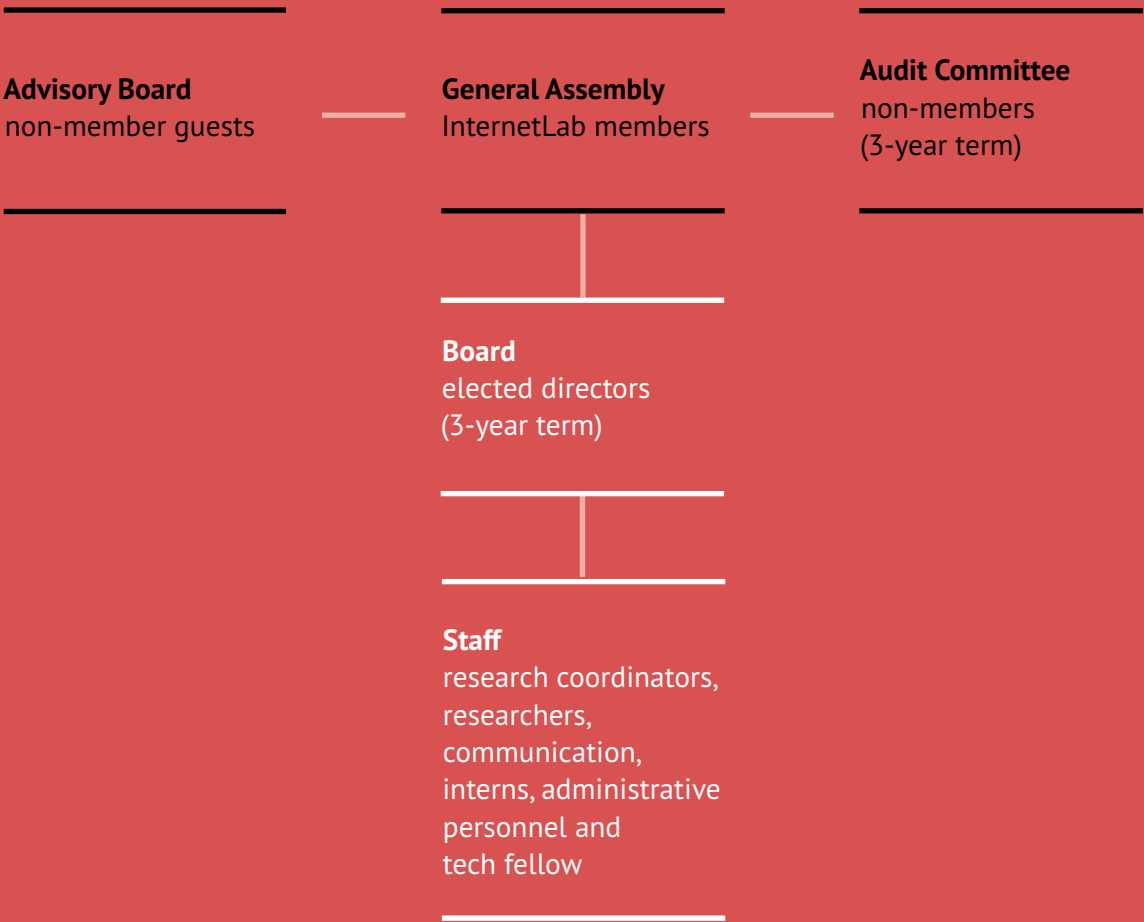 Advisory Board
non-member guests
General Assembly
InternetLab members
Audit Committee
non-members
(3-year term)
Board
elected directors
(3-year term)
Staff
research coordinators,
researchers,
communication,
interns, administrative
personnel and
tech fellow